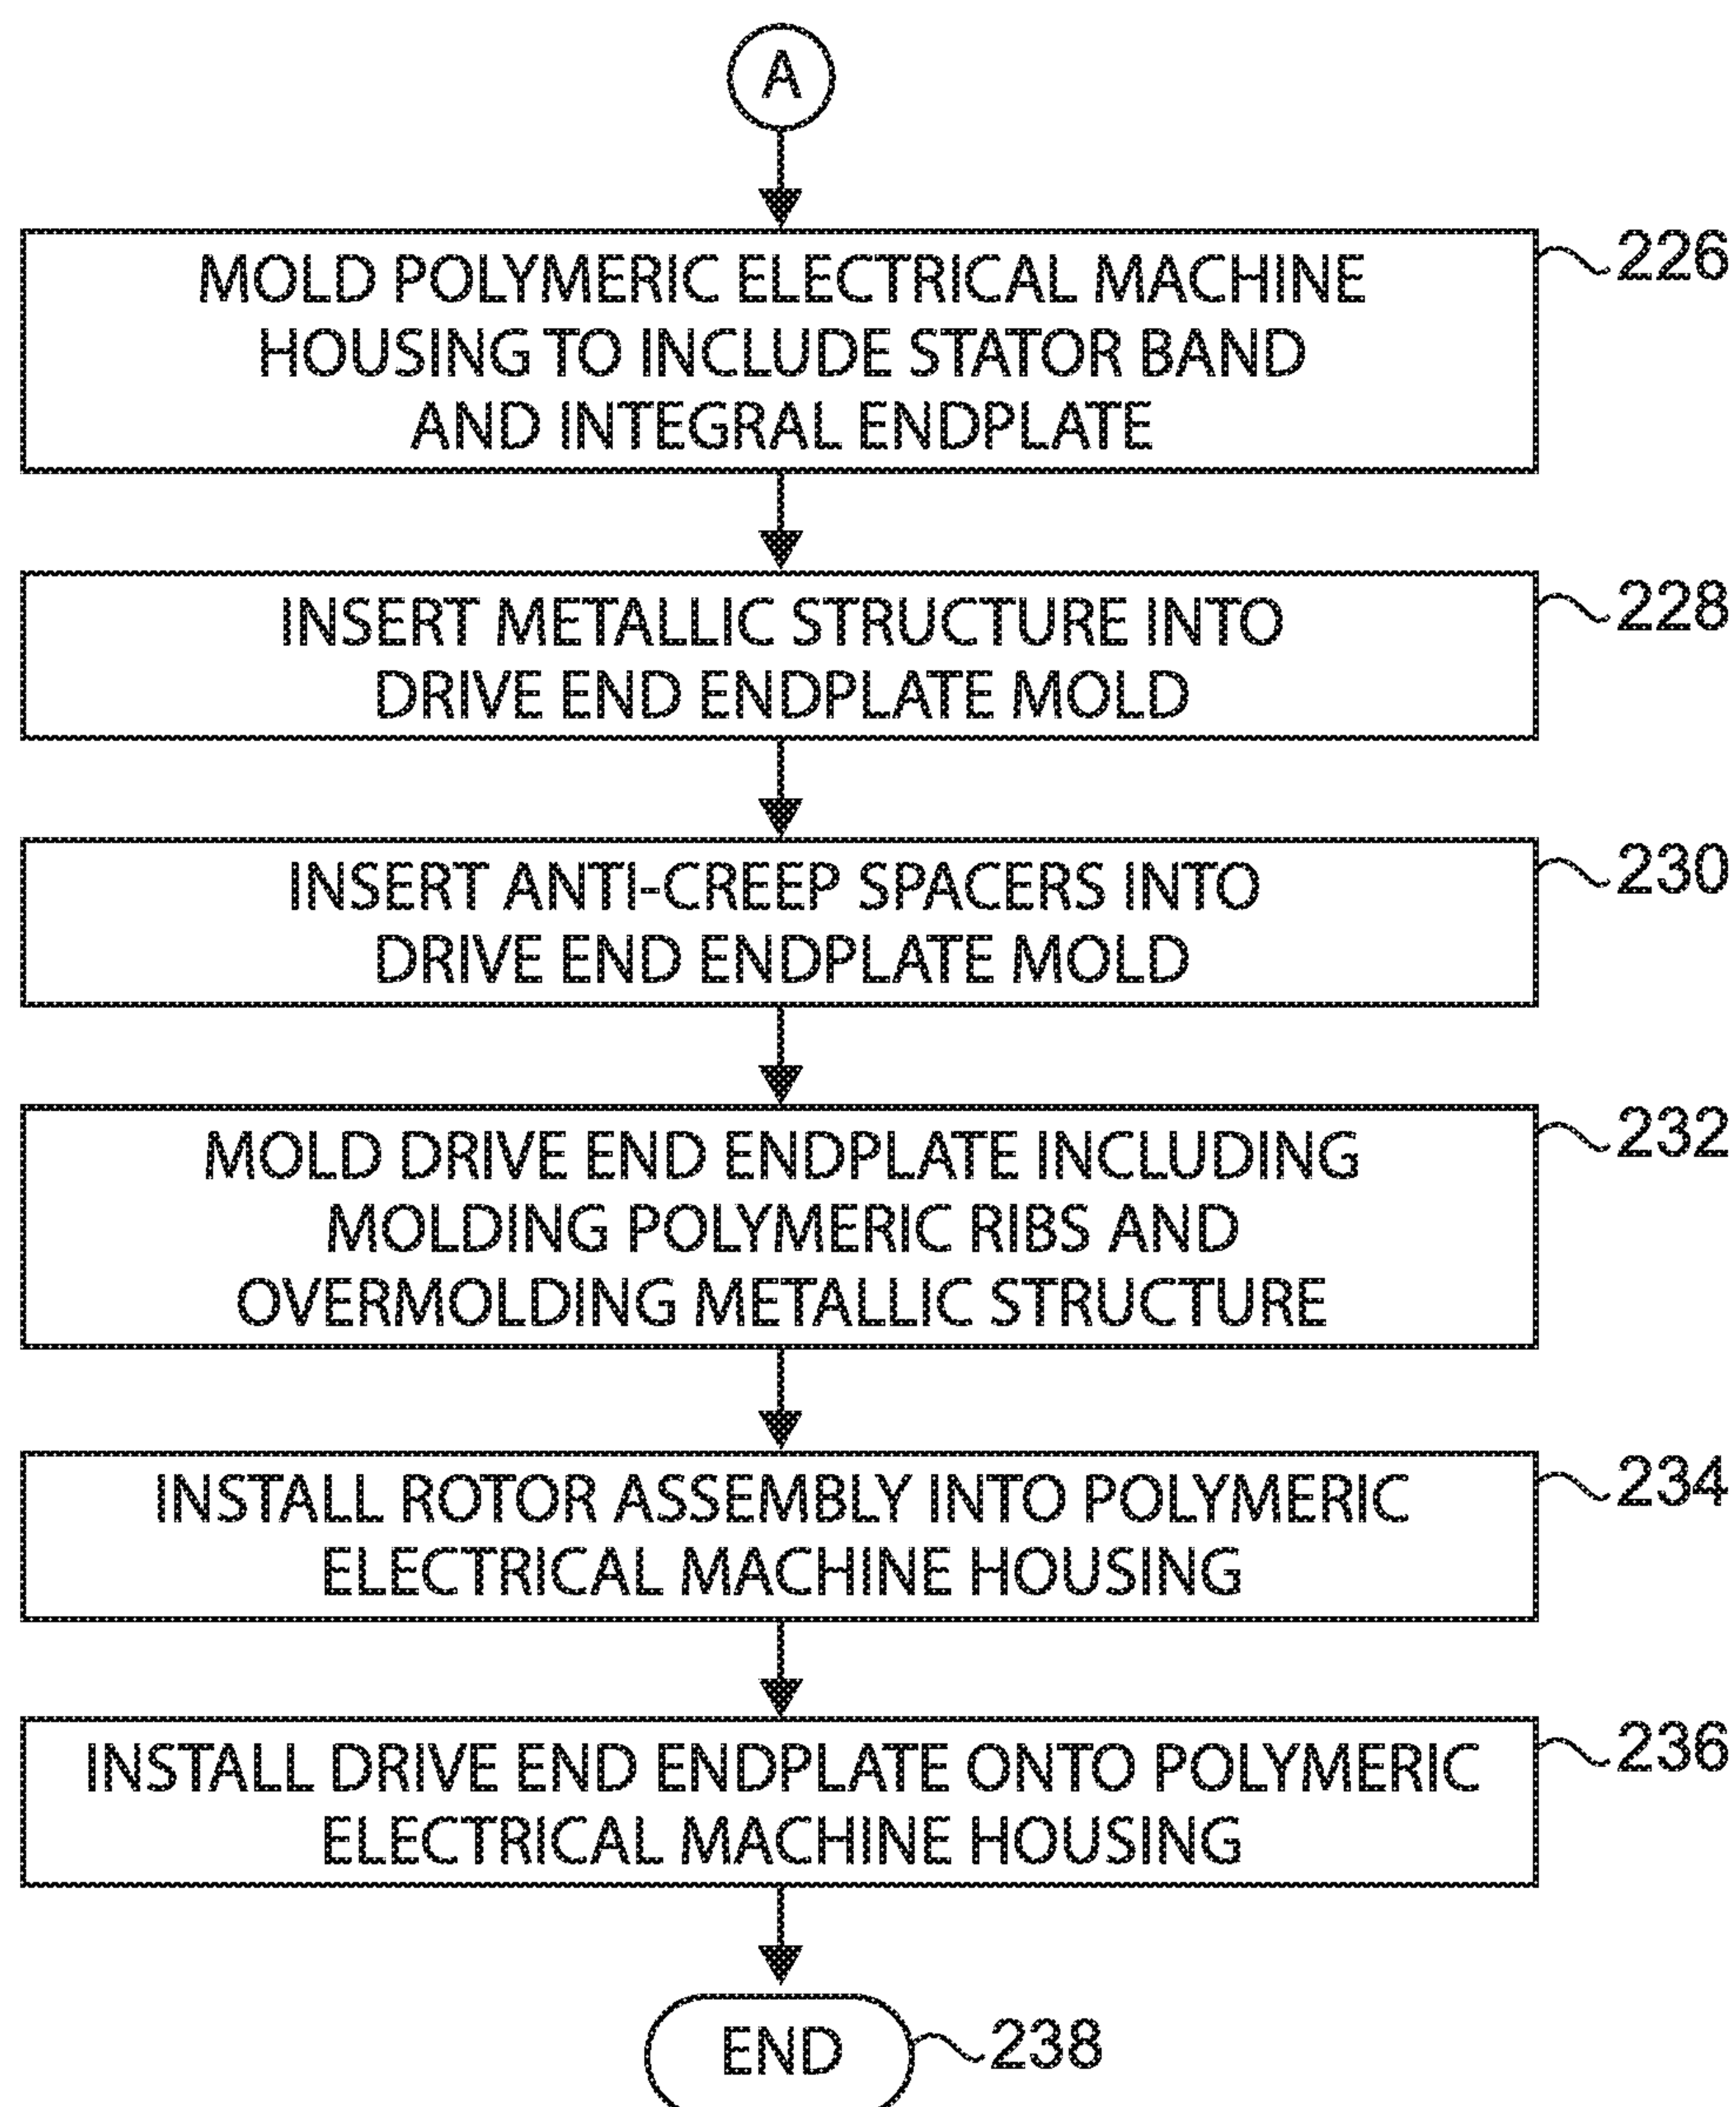 A
MOLD POLYMERIC ELECTRICAL MACHINE
HOUSING TO INCLUDE STATOR BAND
AND INTEGRAL ENDPLATE
226
INSERT METALLIC STRUCTURE INTO
DRIVE END ENDPLATE MOLD
228
INSERT ANTI-CREEP SPACERS INTO
DRIVE END ENDPLATE MOLD
230
MOLD DRIVE END ENDPLATE INCLUDING
MOLDING POLYMERIC RIBS AND
OVERMOLDING METALLIC STRUCTURE
232
INSTALL ROTOR ASSEMBLY INTO POLYMERIC
ELECTRICAL MACHINE HOUSING
234
INSTALL DRIVE END ENDPLATE ONTO POLYMERIC
ELECTRICAL MACHINE HOUSING
236
END
238